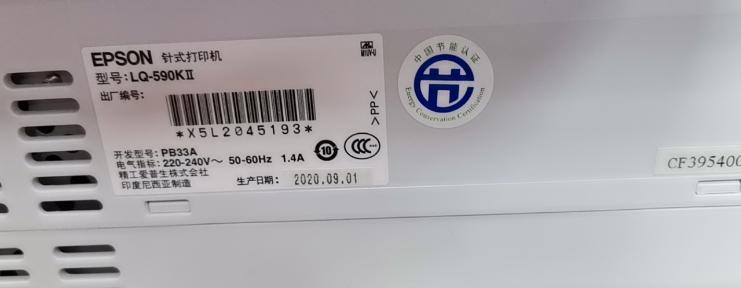 EPSON 针式打印机
型号: LQ-590KII
出厂编号:
*X5L2045193*
开发型号: PB33A
电气指标: 220-240V~ 50-60Hz 1.4A
精工爱普生株式会社
印度尼西亚制造
生产日期: 2020.09.01
>PP<
10
CCC
中国节能认证
Energy Conservation Certification
CF395400